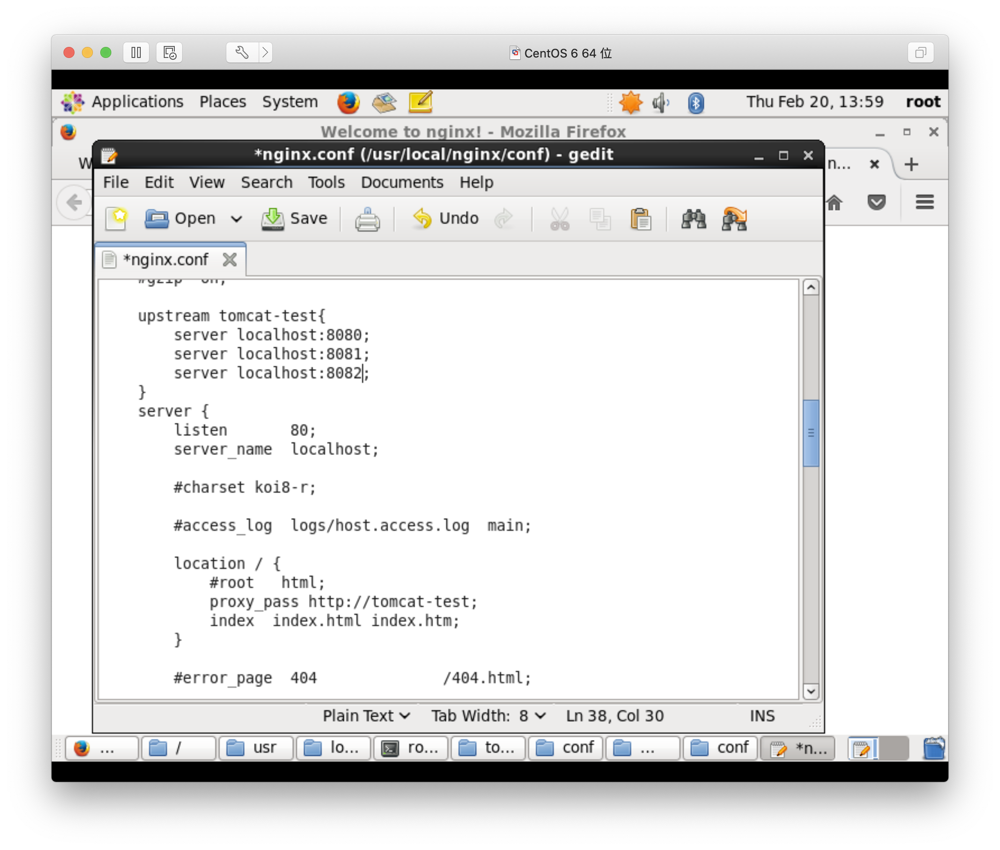 CentOS 6 64 位
Applications Places System Thu Feb 20, 13:59 root
Welcome to nginx! - Mozilla Firefox
W n...
*nginx.conf (/usr/local/nginx/conf) - gedit
File Edit View Search Tools Documents Help
Open Save Undo
*nginx.conf
#gzip  on;
upstream tomcat-test{
server localhost:8080;
server localhost:8081;
server localhost:8082;
}
server {
listen       80;
server_name  localhost;
#charset koi8-r;
#access_log  logs/host.access.log  main;
location / {
#root   html;
proxy_pass http://tomcat-test;
index  index.html index.htm;
}
#error_page  404              /404.html;
Plain Text Tab Width: 8 Ln 38, Col 30 INS
... / usr lo... ro... to... conf ... conf *n...